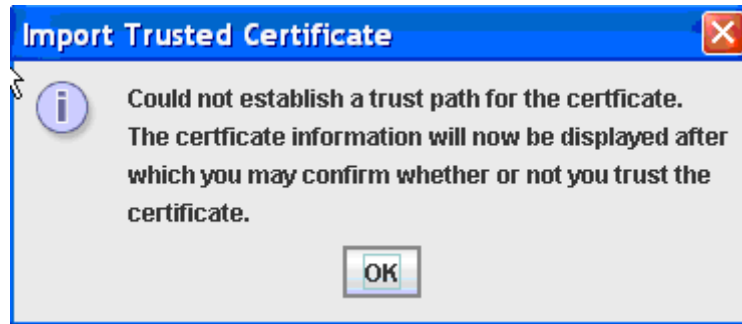 Import Trusted Certificate
Could not establish a trust path for the certficate.
The certficate information will now be displayed after
which you may confirm whether or not you trust the
certificate.
OK